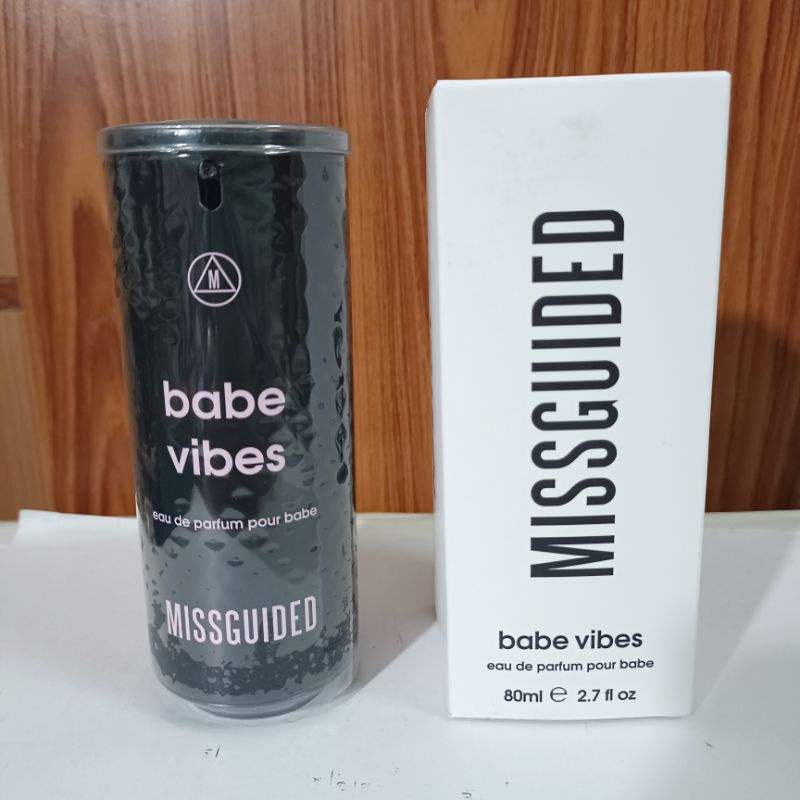 M
babe
vibes
eau de parfum pour babe
MISSGUIDED
MISSGUIDED
babe vibes
eau de parfum pour babe
80ml ℮ 2.7 fl oz